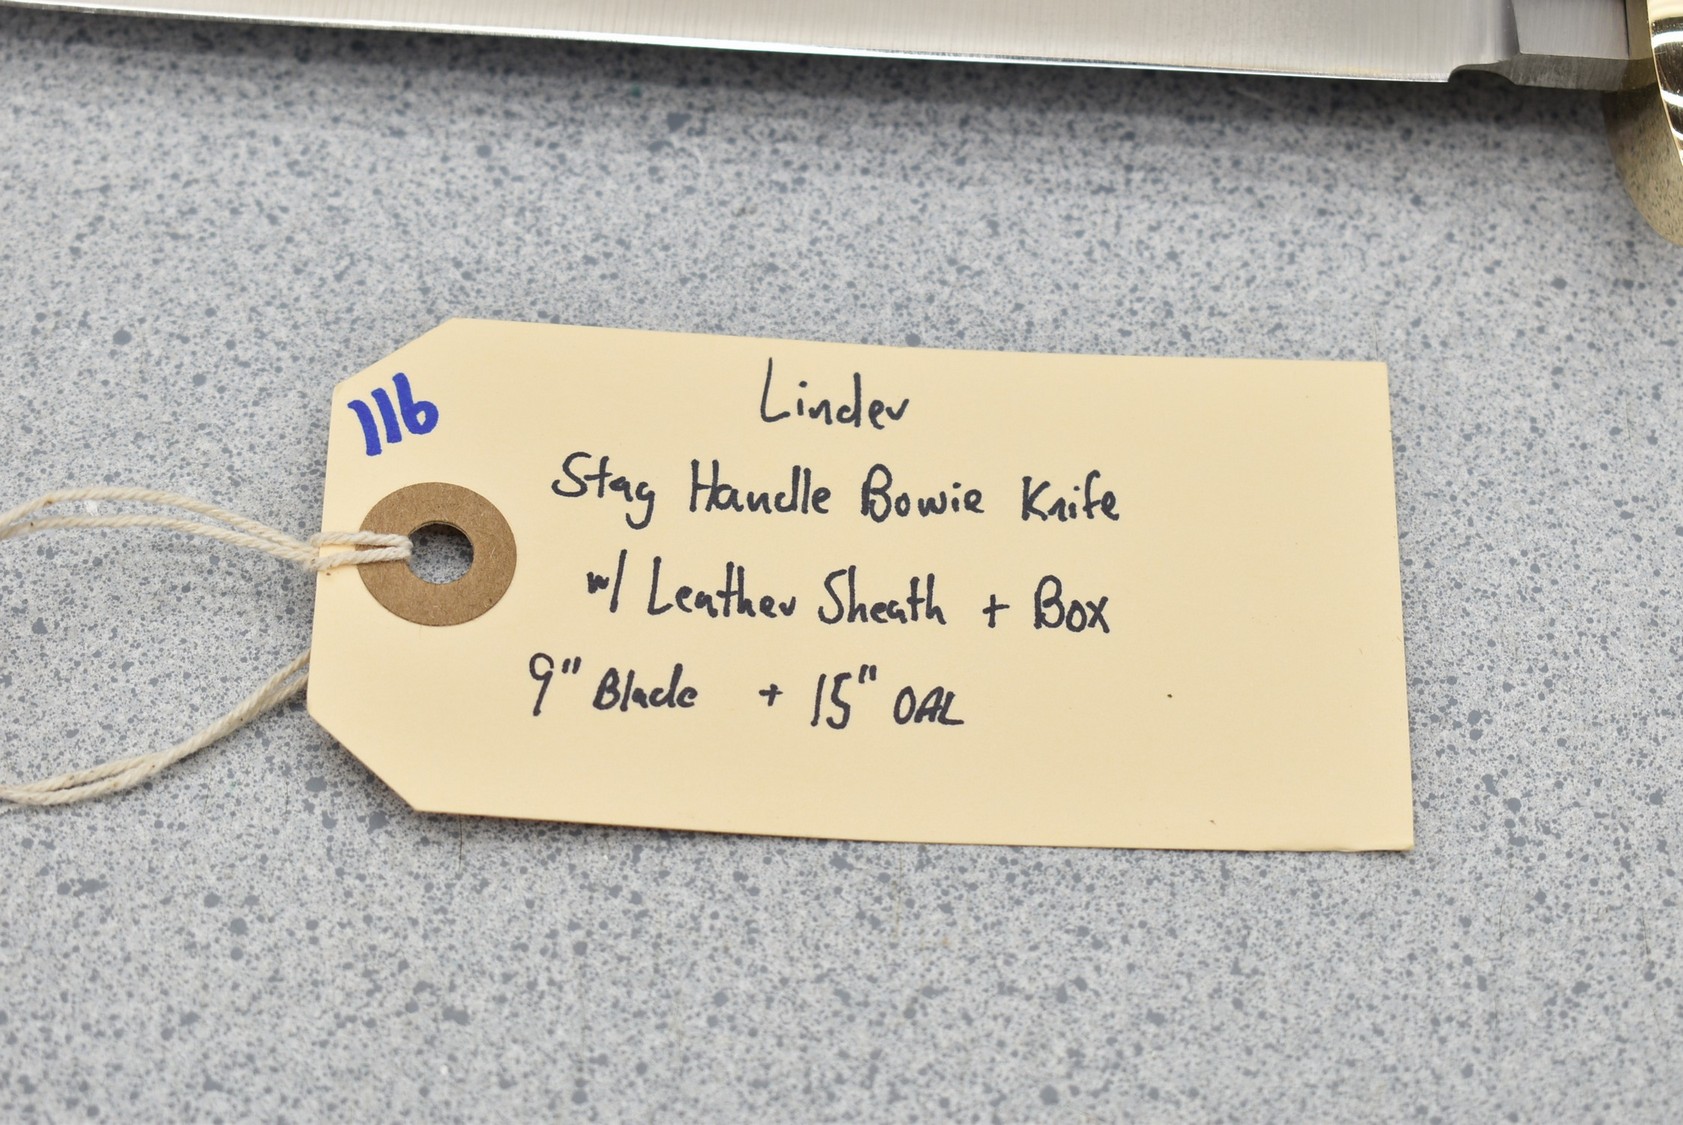 116
Linder
Stag Handle Bowie Knife
w/ Leather Sheath + Box
9" Blade + 15" OAL